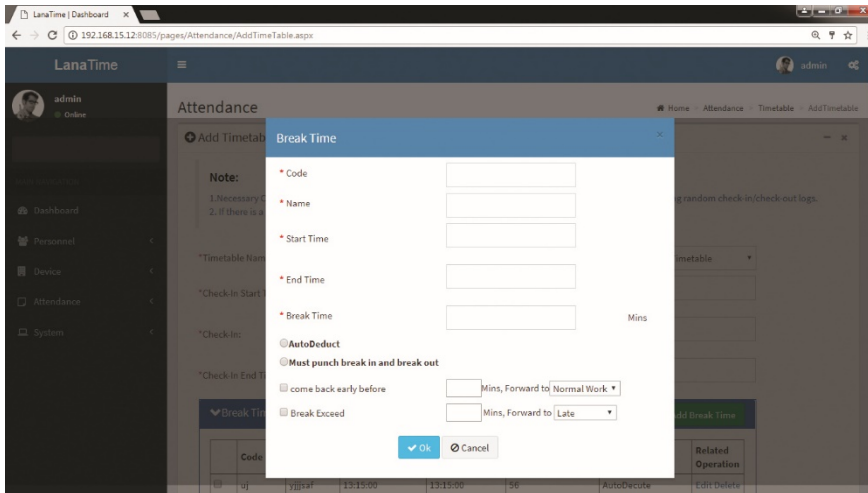 LanaTime | Dashboard
192.168.15.12:8085/pages/Attendance/AddTimeTable.aspx
LanaTime
admin
admin
Online
Attendance
Home > Attendance > Timetable > AddTimetable
Add Timetab
Break Time
Note:
1.Necessary C
ng random check-in/check-out logs.
2. If there is a
* Code
* Name
* Start Time
* End Time
* Break Time
Mins
AutoDeduct
Must punch break in and break out
come back early before
Mins, Forward to Normal Work
Break Exceed
Mins, Forward to Late
Ok
Cancel
Dashboard
Personnel
Device
Attendance
System
*Timetable Nam
imetable
*Check-In Start T
*Check-In:
*Check-In End Ti
Break Tim
dd Break Time
Code
Related
Operation
uj
yjjjsaf
13:15:00
13:15:00
56
AutoDecute
Edit Delete